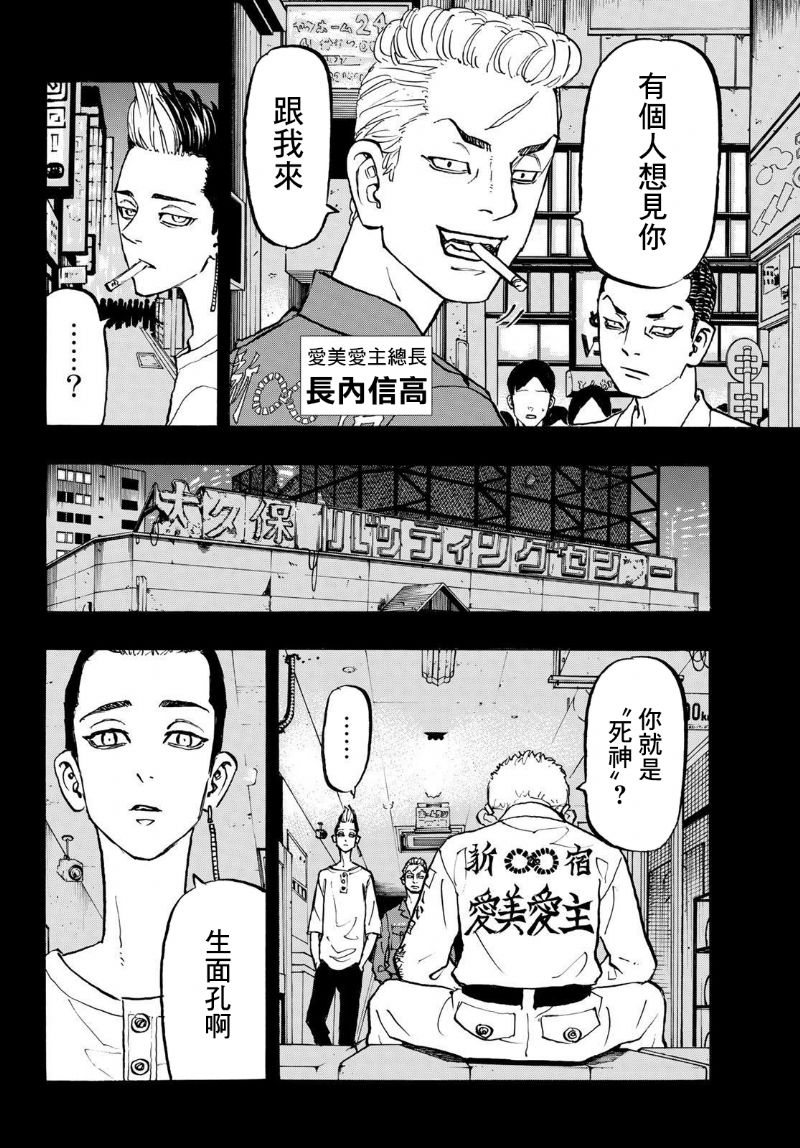 有個人想見你
跟我來
愛美愛主總長
長內信高
……？
大久保バッティングセンター
你就是
〝死神〞？
……
新宿
愛美愛主
生面孔啊
24